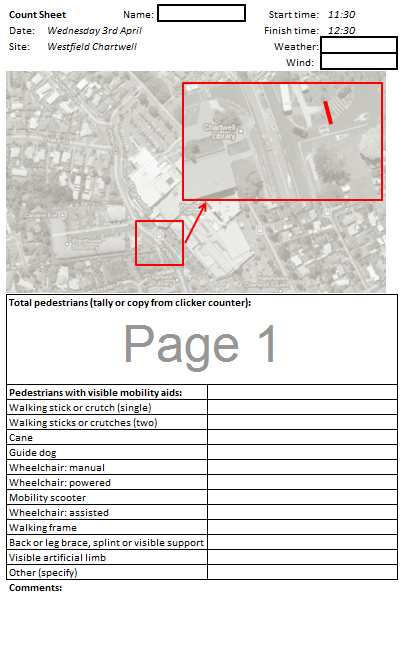 Count Sheet Name: Start time: 11:30
Date: Wednesday 3rd April Finish time: 12:30
Site: Westfield Chartwell Weather:
Wind:
Chartwell
Library
Total pedestrians (tally or copy from clicker counter):
Page 1
Pedestrians with visible mobility aids:
Walking stick or crutch (single)
Walking sticks or crutches (two)
Cane
Guide dog
Wheelchair: manual
Wheelchair: powered
Mobility scooter
Wheelchair: assisted
Walking frame
Back or leg brace, splint or visible support
Visible artificial limb
Other (specify)
Comments: